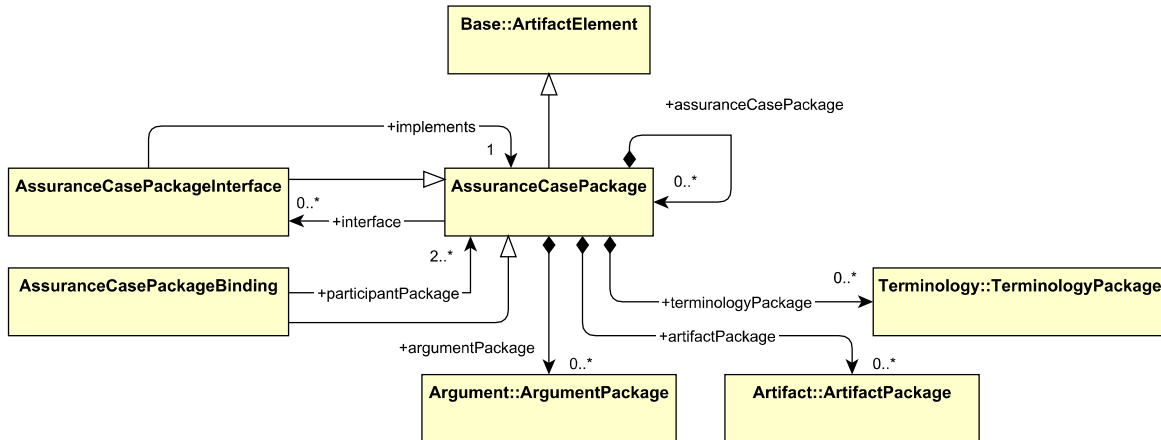 Base::ArtifactElement
+assuranceCasePackage
+implements
1
AssuranceCasePackageInterface
AssuranceCasePackage
0..*
0..*
+interface
2..*
AssuranceCasePackageBinding
+participantPackage
0..*
Terminology::TerminologyPackage
+terminologyPackage
+artifactPackage
+argumentPackage
0..*
0..*
Argument::ArgumentPackage
Artifact::ArtifactPackage